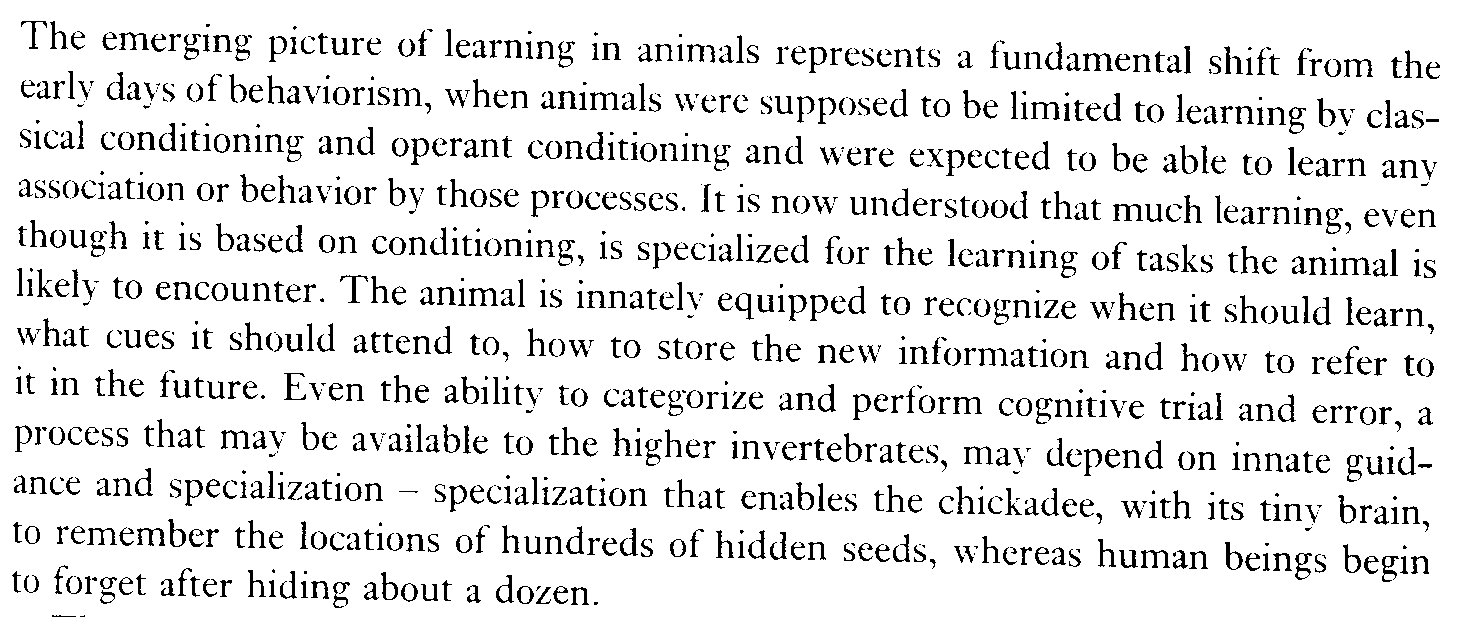 The emerging picture of learning in animals represents a fundamental shift from the
early days of behaviorism, when animals were supposed to be limited to learning by clas-
sical conditioning and operant conditioning and were expected to be able to learn any
association or behavior by those processes. It is now understood that much learning, even
though it is based on conditioning, is specialized for the learning of tasks the animal is
likely to encounter. The animal is innately equipped to recognize when it should learn,
what cues it should attend to, how to store the new information and how to refer to
it in the future. Even the ability to categorize and perform cognitive trial and error, a
process that may be available to the higher invertebrates, may depend on innate guid-
ance and specialization – specialization that enables the chickadee, with its tiny brain,
to remember the locations of hundreds of hidden seeds, whereas human beings begin
to forget after hiding about a dozen.